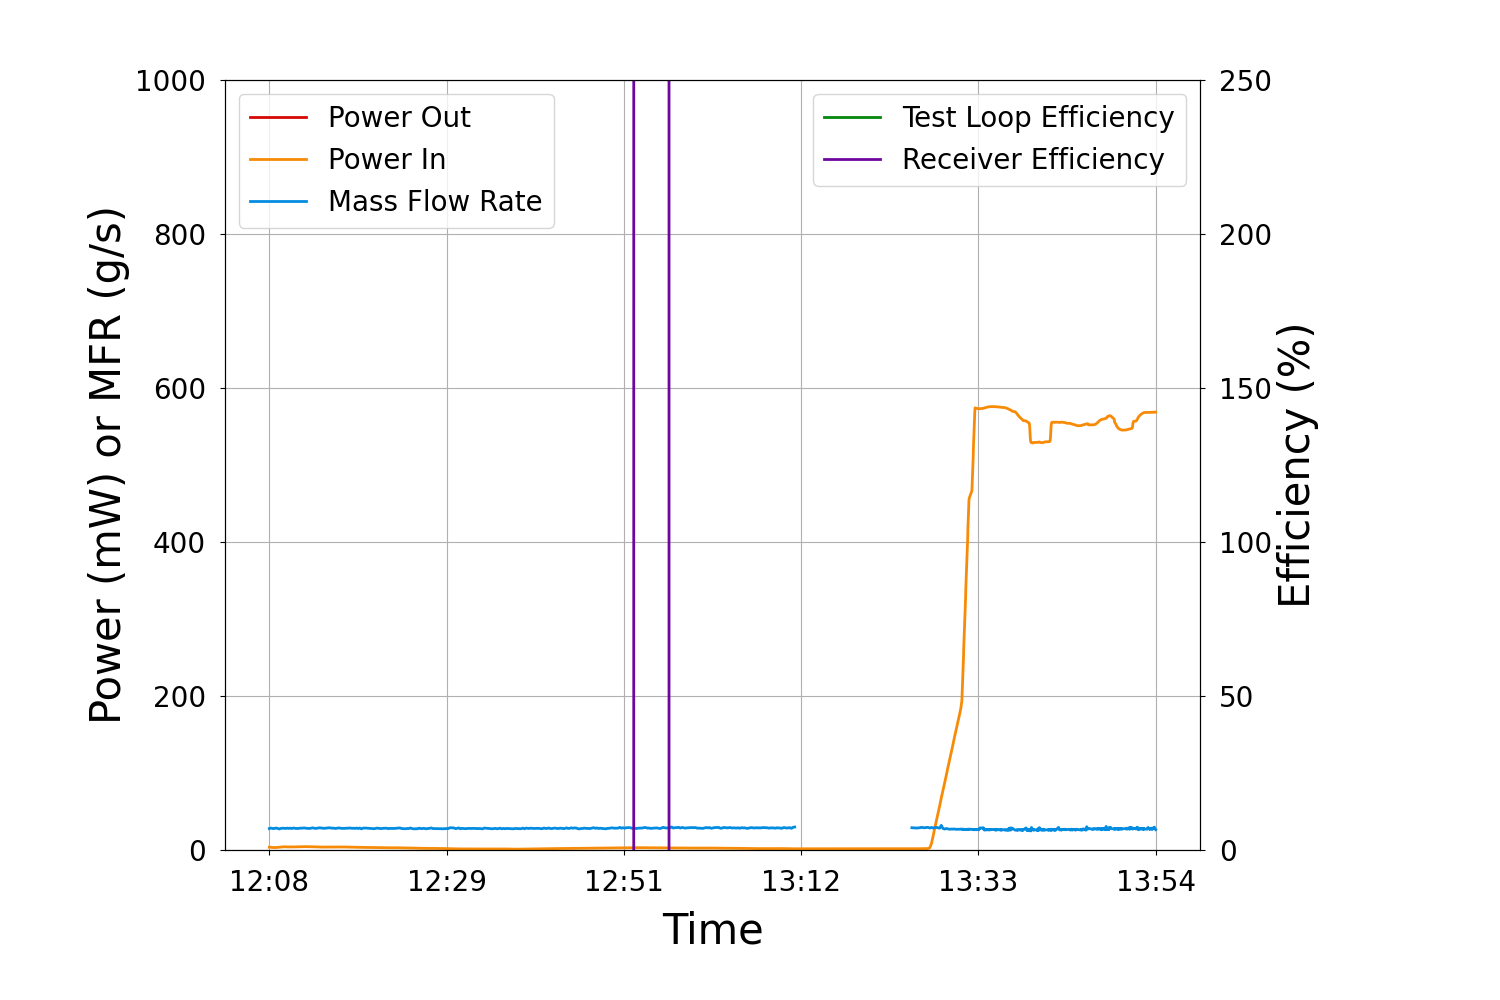 1000
800
600
400
200
0
Power (mW) or MFR (g/s)
Power Out
Power In
Mass Flow Rate
Test Loop Efficiency
Receiver Efficiency
250
200
150
100
50
0
Efficiency (%)
12:08 12:29 12:51 13:12 13:33 13:54
Time